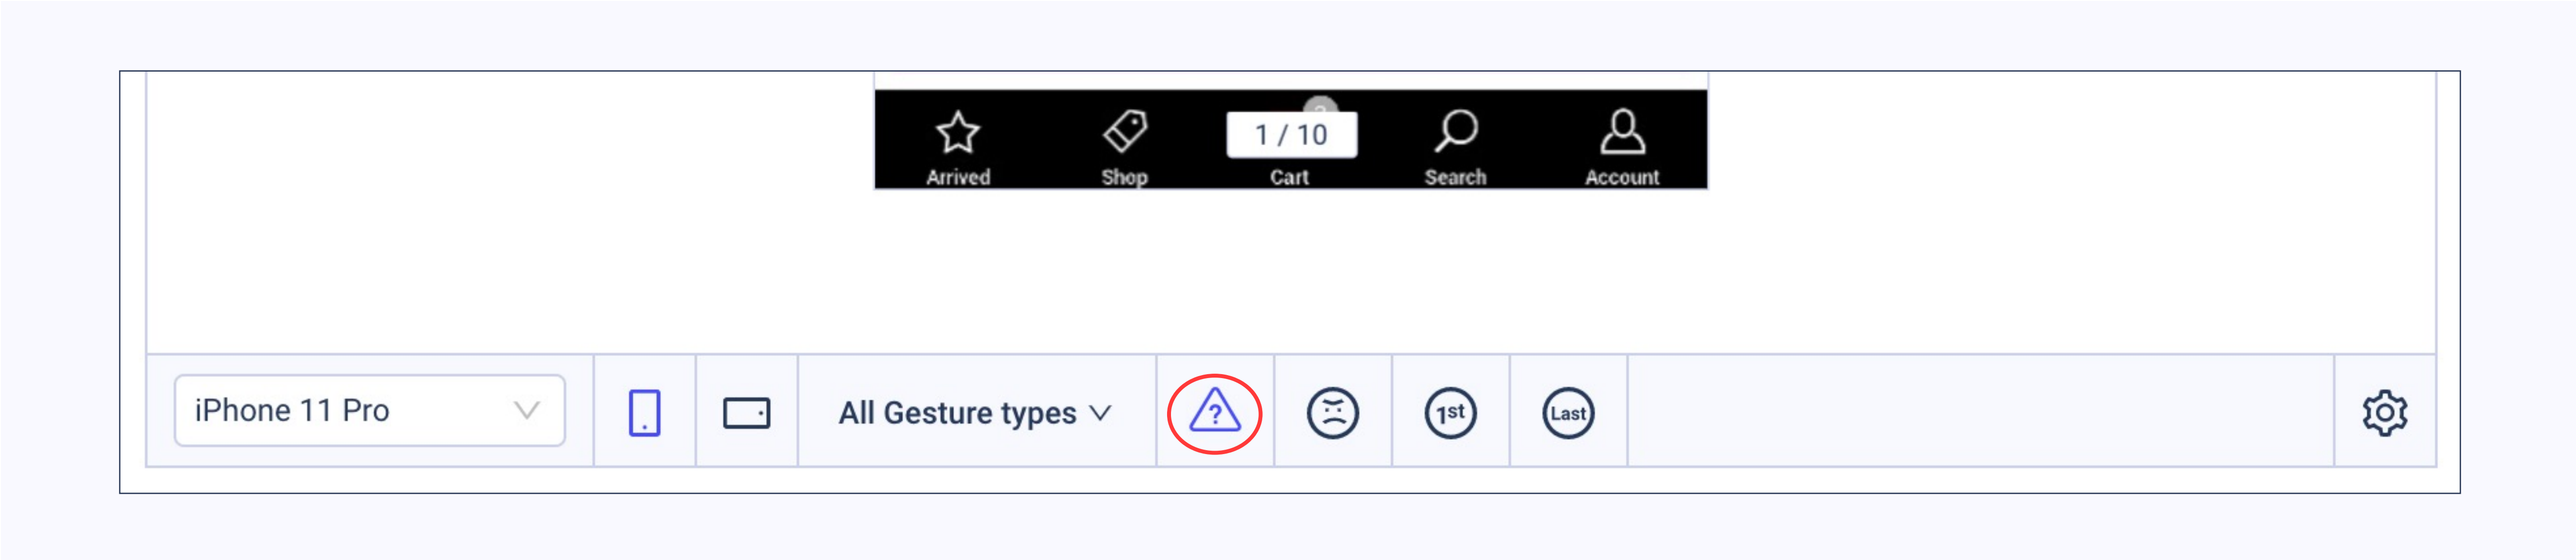 1 / 10
Arrived Shop Cart Search Account
iPhone 11 Pro All Gesture types ? 1st Last